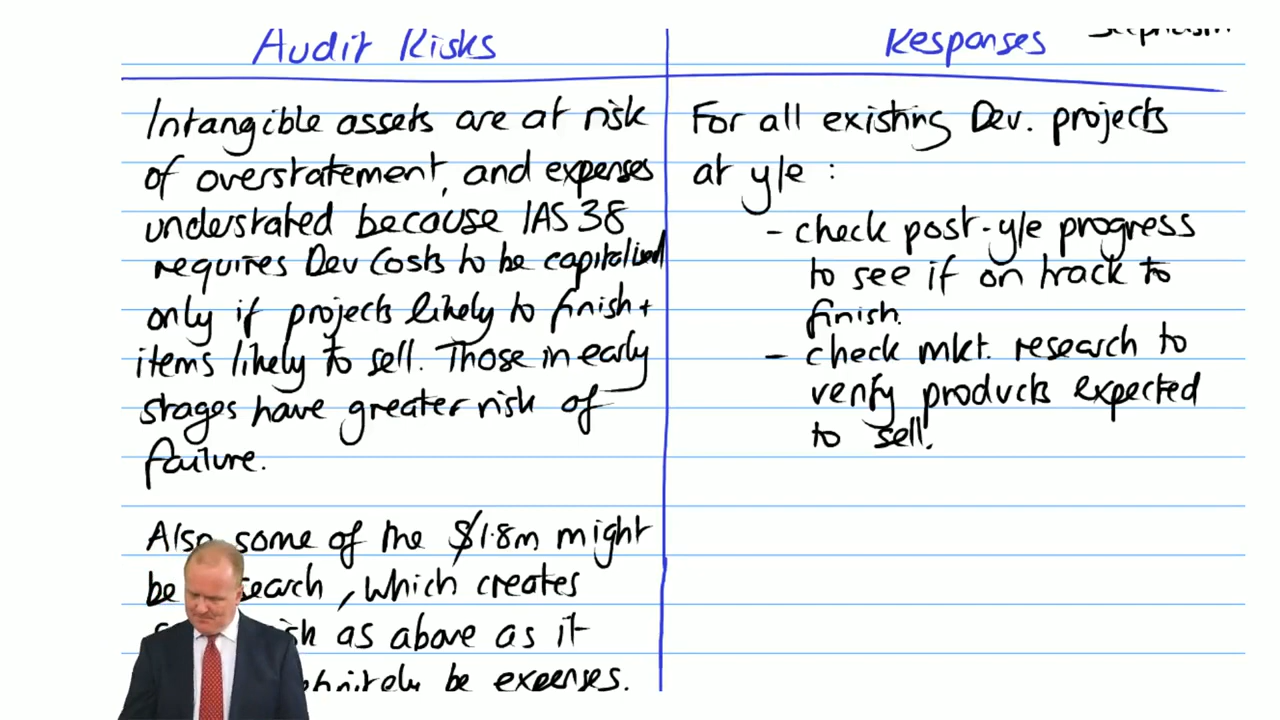 Audit Risks
Responses
Intangible assets are at risk
of overstatement, and expenses
understated because IAS 38
requires Dev Costs to be capitalised
only if projects likely to finish +
items likely to sell. Those in early
stages have greater risk of
failure.
Also some of the $1.8m might
be which creates
as above as it
be expenses.
For all existing Dev. projects
at y/e :
- check post-y/e progress
to see if on track to
finish.
- check mkt. research to
verify products expected
to sell.